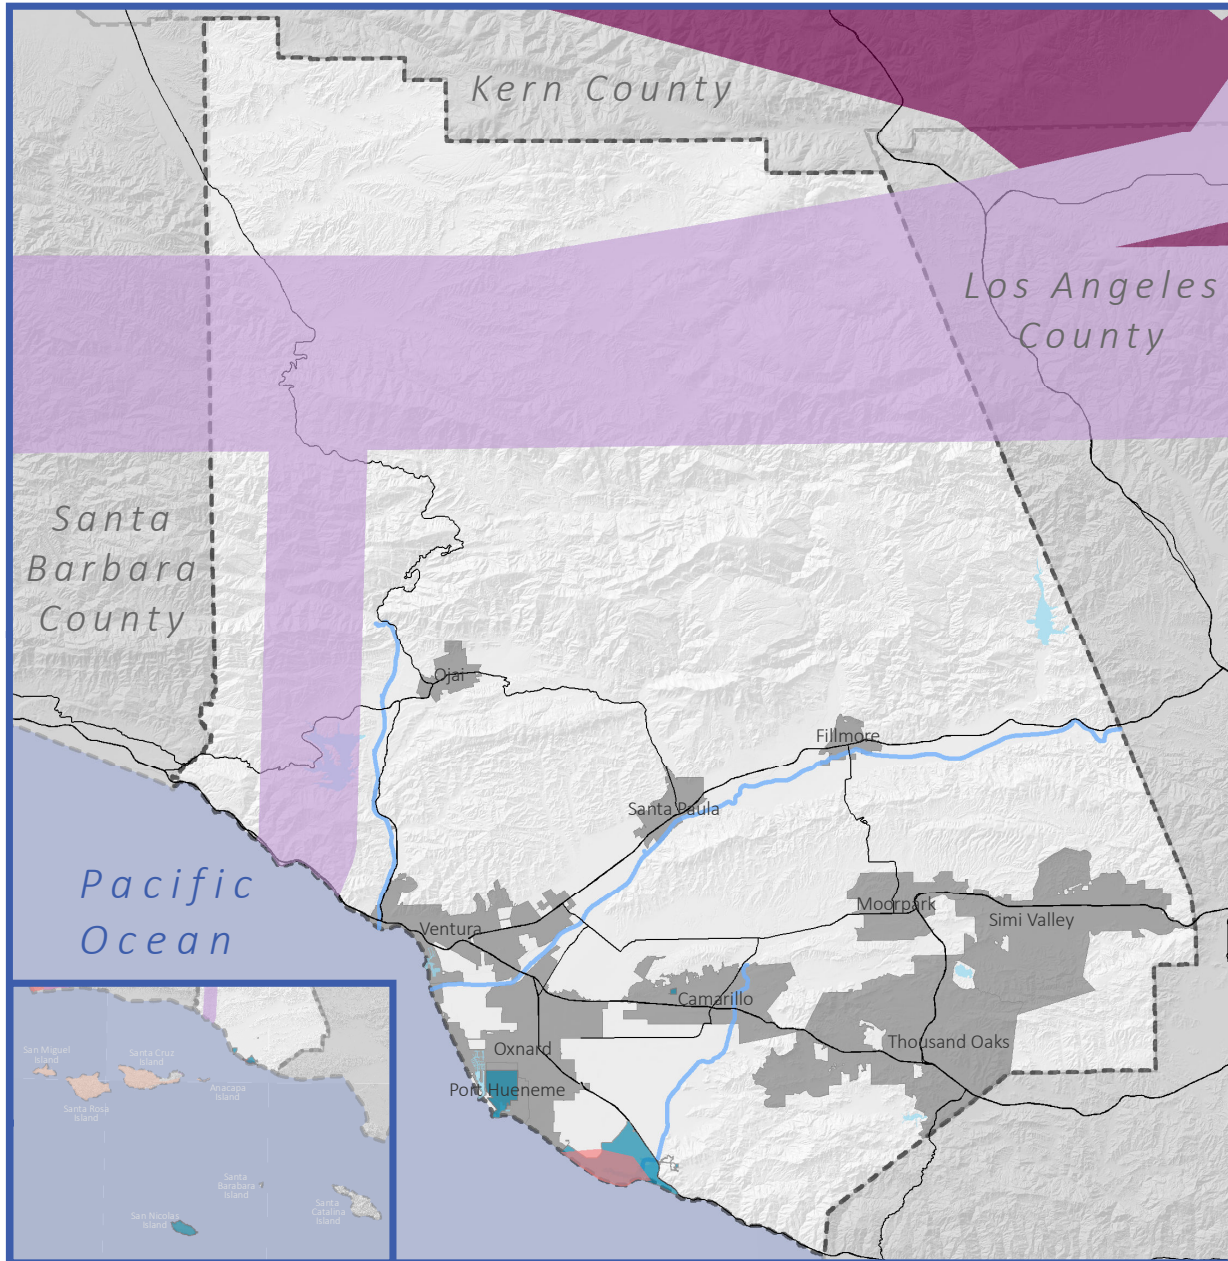 Kern County
Los Angeles
County
Santa
Barbara
County
Ojai
Fillmore
Santa Paula
Pacific
Ocean
Ventura
Moorpark
Simi Valley
Camarillo
Oxnard
Thousand Oaks
Port Hueneme
San Miguel
Island
Santa Cruz
Island
Santa Rosa
Island
Anacapa
Island
Santa
Barabara
Island
San Nicolas
Island
Santa
Catalina
Island